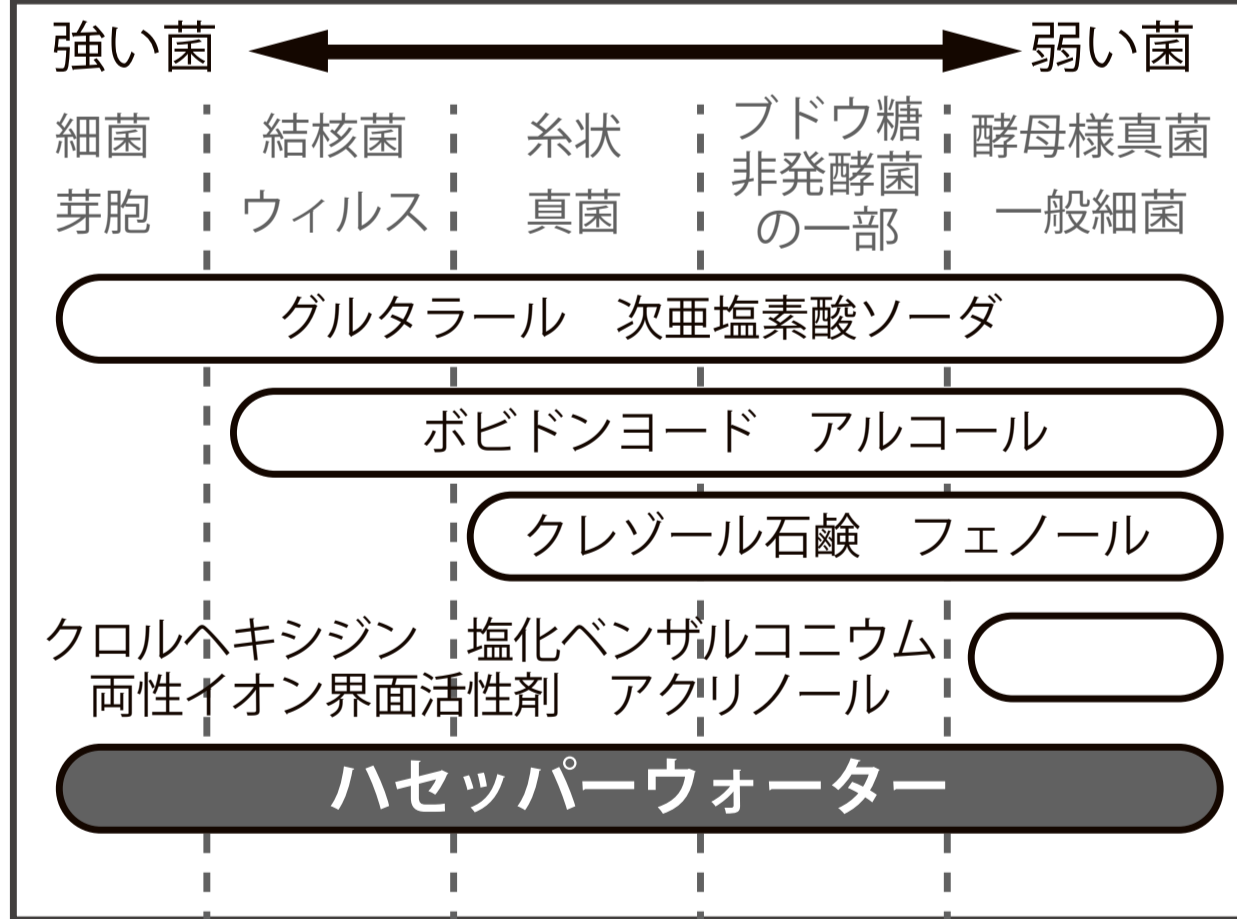 強い菌 弱い菌
細菌
芽胞
結核菌
ウィルス
糸状
真菌
ブドウ糖
非発酵菌
の一部
酵母様真菌
一般細菌
グルタラール 次亜塩素酸ソーダ
ボビドンヨード アルコール
クレゾール石鹸 フェノール
クロルヘキシジン 塩化ベンザルコニウム
両性イオン界面活性剤 アクリノール
ハセッパーウォーター